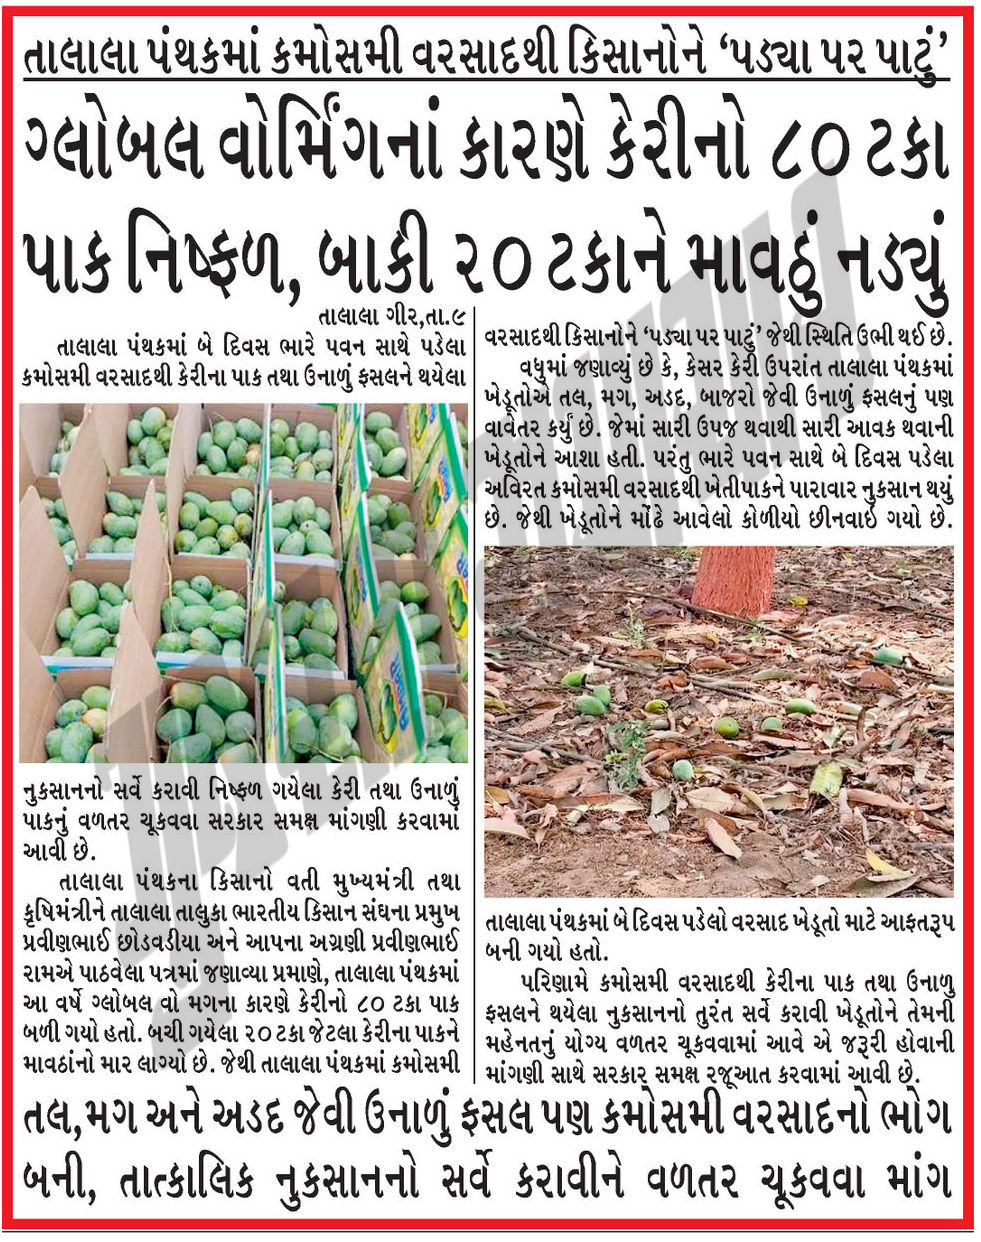 તાલાલા પંથકમાં કમોસમી વરસાદથી કિસાનોને ‘પડ્યા પર પાટું’
ગ્લોબલ વોર્મિંગનાં કારણે કેરીનો ૮૦ ટકા
પાક નિષ્ફળ, બાકી ૨૦ ટકાને માવઠું નડ્યું
તાલાલા ગીર,તા.૯
તાલાલા પંથકમાં બે દિવસ ભારે પવન સાથે પડેલા
કમોસમી વરસાદથી કેરીના પાક તથા ઉનાળું ફસલને થયેલા
નુકસાનનો સર્વે કરાવી નિષ્ફળ ગયેલા કેરી તથા ઉનાળું
પાકનું વળતર ચૂકવવા સરકાર સમક્ષ માંગણી કરવામાં
આવી છે.
તાલાલા પંથકના કિસાનો વતી મુખ્યમંત્રી તથા
કૃષિમંત્રીને તાલાલા તાલુકા ભારતીય કિસાન સંઘના પ્રમુખ
પ્રવીણભાઈ છોડવડીયા અને આપના અગ્રણી પ્રવીણભાઈ
રામએ પાઠવેલા પત્રમાં જણાવ્યા પ્રમાણે, તાલાલા પંથકમાં
આ વર્ષે ગ્લોબલ વો મગના કારણે કેરીનો ૮૦ ટકા પાક
બળી ગયો હતો. બચી ગયેલા ૨૦ ટકા જેટલા કેરીના પાકને
માવઠાંનો માર લાગ્યો છે. જેથી તાલાલા પંથકમાં કમોસમી
વરસાદથી કિસાનોને ‘પડ્યા પર પાટું’ જેથી સ્થિતિ ઉભી થઈ છે.
વધુમાં જણાવ્યું છે કે, કેસર કેરી ઉપરાંત તાલાલા પંથકમાં
ખેડૂતોએ તલ, મગ, અડદ, બાજરો જેવી ઉનાળું ફસલનું પણ
વાવેતર કર્યું છે. જેમાં સારી ઉપજ થવાથી સારી આવક થવાની
ખેડૂતોને આશા હતી. પરંતુ ભારે પવન સાથે બે દિવસ પડેલા
અવિરત કમોસમી વરસાદથી ખેતીપાકને પારાવાર નુકસાન થયું
છે. જેથી ખેડૂતોને મોંઢે આવેલો કોળીયો છીનવાઈ ગયો છે.
તાલાલા પંથકમાં બે દિવસ પડેલો વરસાદ ખેડૂતો માટે આફતરૂપ
બની ગયો હતો.
પરિણામે કમોસમી વરસાદથી કેરીના પાક તથા ઉનાળુ
ફસલને થયેલા નુકસાનનો તુરંત સર્વે કરાવી ખેડૂતોને તેમની
મહેનતનું યોગ્ય વળતર ચૂકવવામાં આવે એ જરૂરી હોવાની
માંગણી સાથે સરકાર સમક્ષ રજૂઆત કરવામાં આવી છે.
તલ,મગ અને અડદ જેવી ઉનાળું ફસલ પણ કમોસમી વરસાદનો ભોગ
બની, તાત્કાલિક નુકસાનનો સર્વે કરાવીને વળતર ચૂકવવા માંગ